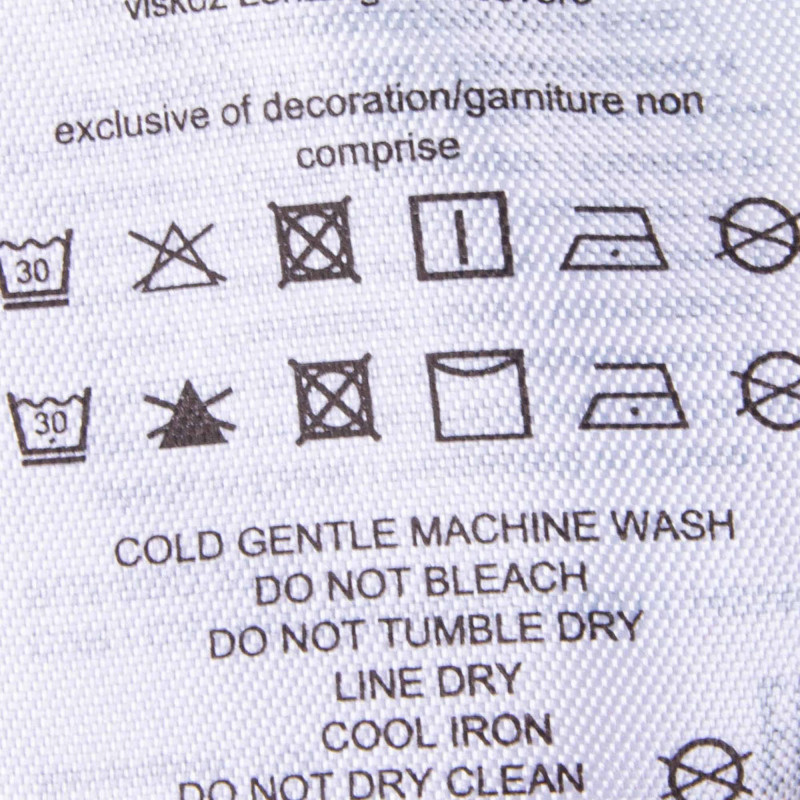 exclusive of decoration/garniture non
comprise
30
30
COLD GENTLE MACHINE WASH
DO NOT BLEACH
DO NOT TUMBLE DRY
LINE DRY
COOL IRON
DO NOT DRY CLEAN